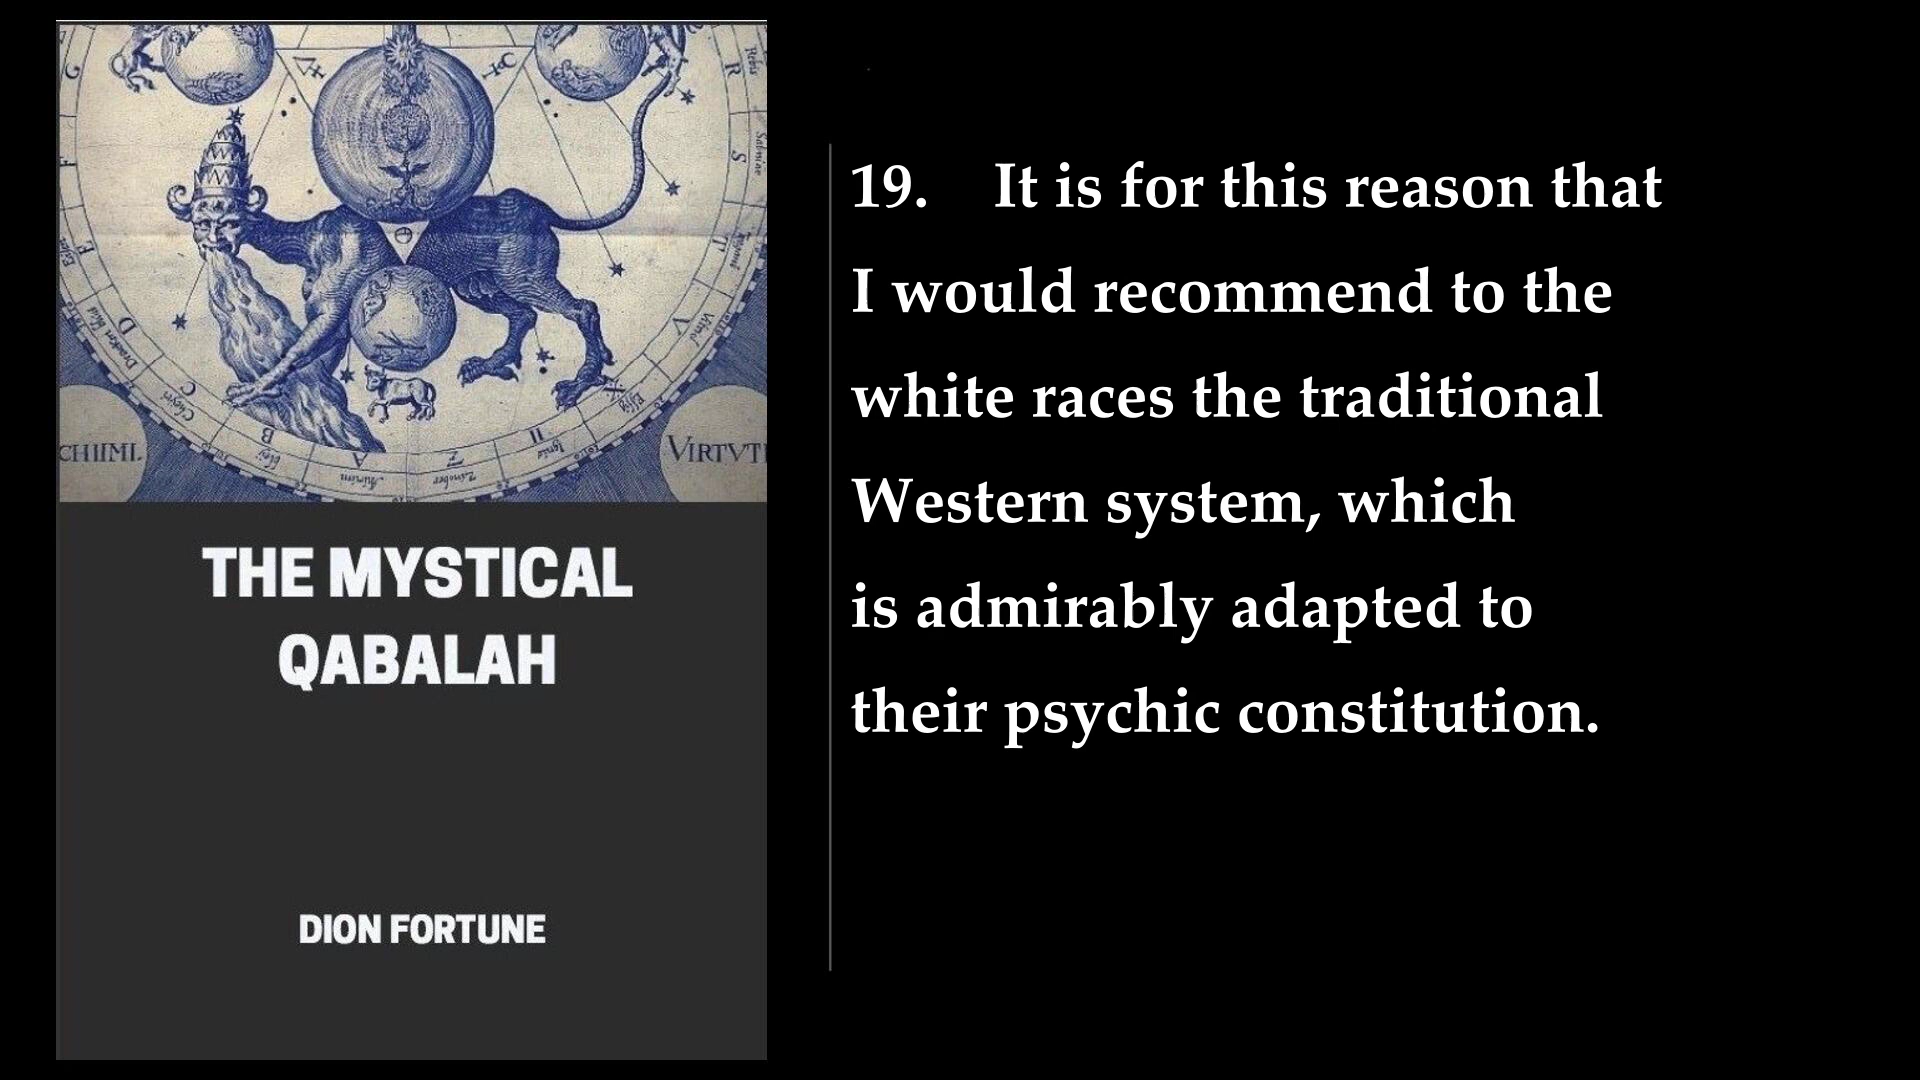 CHIIMI.
VIRTVT
THE MYSTICAL
QABALAH
DION FORTUNE
19. It is for this reason that
I would recommend to the
white races the traditional
Western system, which
is admirably adapted to
their psychic constitution.